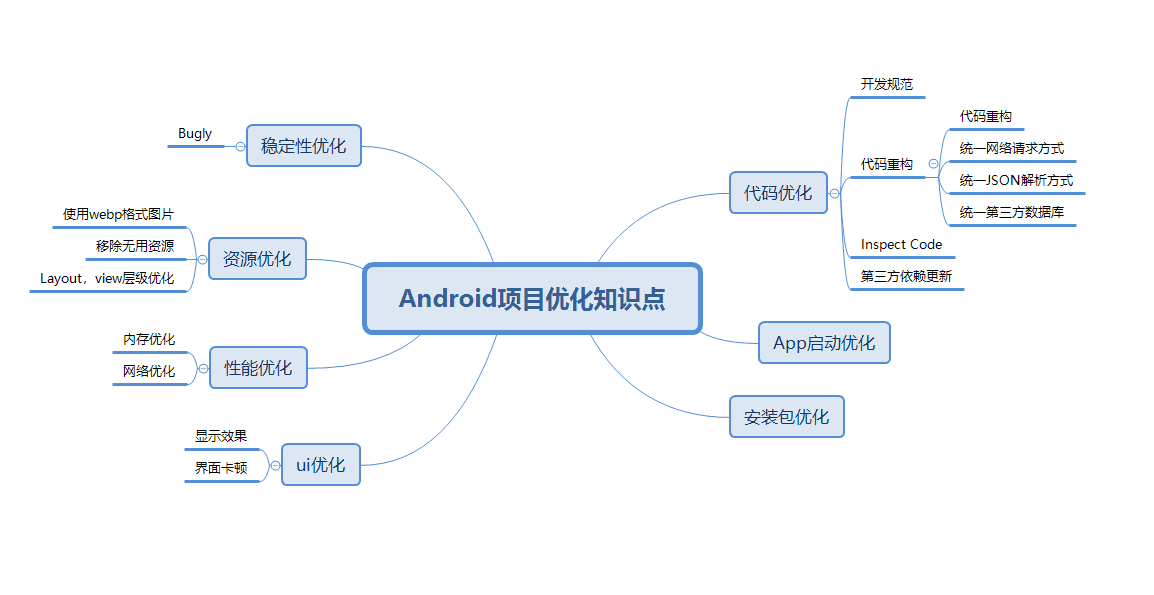 Android项目优化知识点
代码优化
开发规范
代码重构
代码重构
统一网络请求方式
统一JSON解析方式
统一第三方数据库
Inspect Code
第三方依赖更新
App启动优化
安装包优化
稳定性优化
Bugly
资源优化
使用webp格式图片
移除无用资源
Layout，view层级优化
性能优化
内存优化
网络优化
ui优化
显示效果
界面卡顿